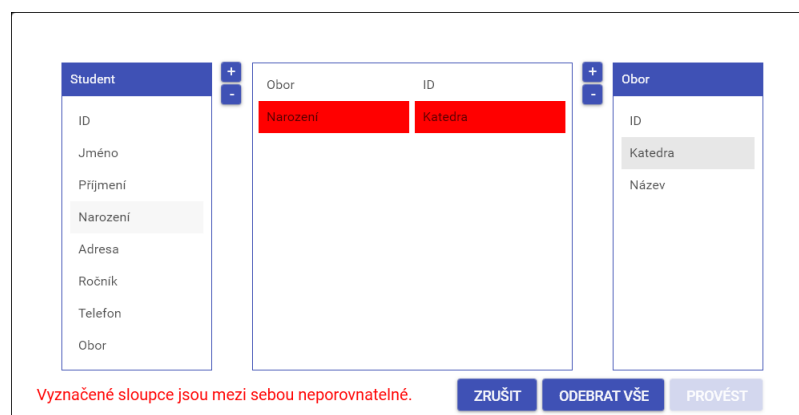 Student
+
-
Obor
ID
+
-
Obor
Narození
Katedra
ID
Jméno
Příjmení
Narození
Adresa
Ročník
Telefon
Obor
ID
Katedra
Název
Vyznačené sloupce jsou mezi sebou neporovnatelné.
ZRUŠIT
ODEBRAT VŠE
PROVÉST